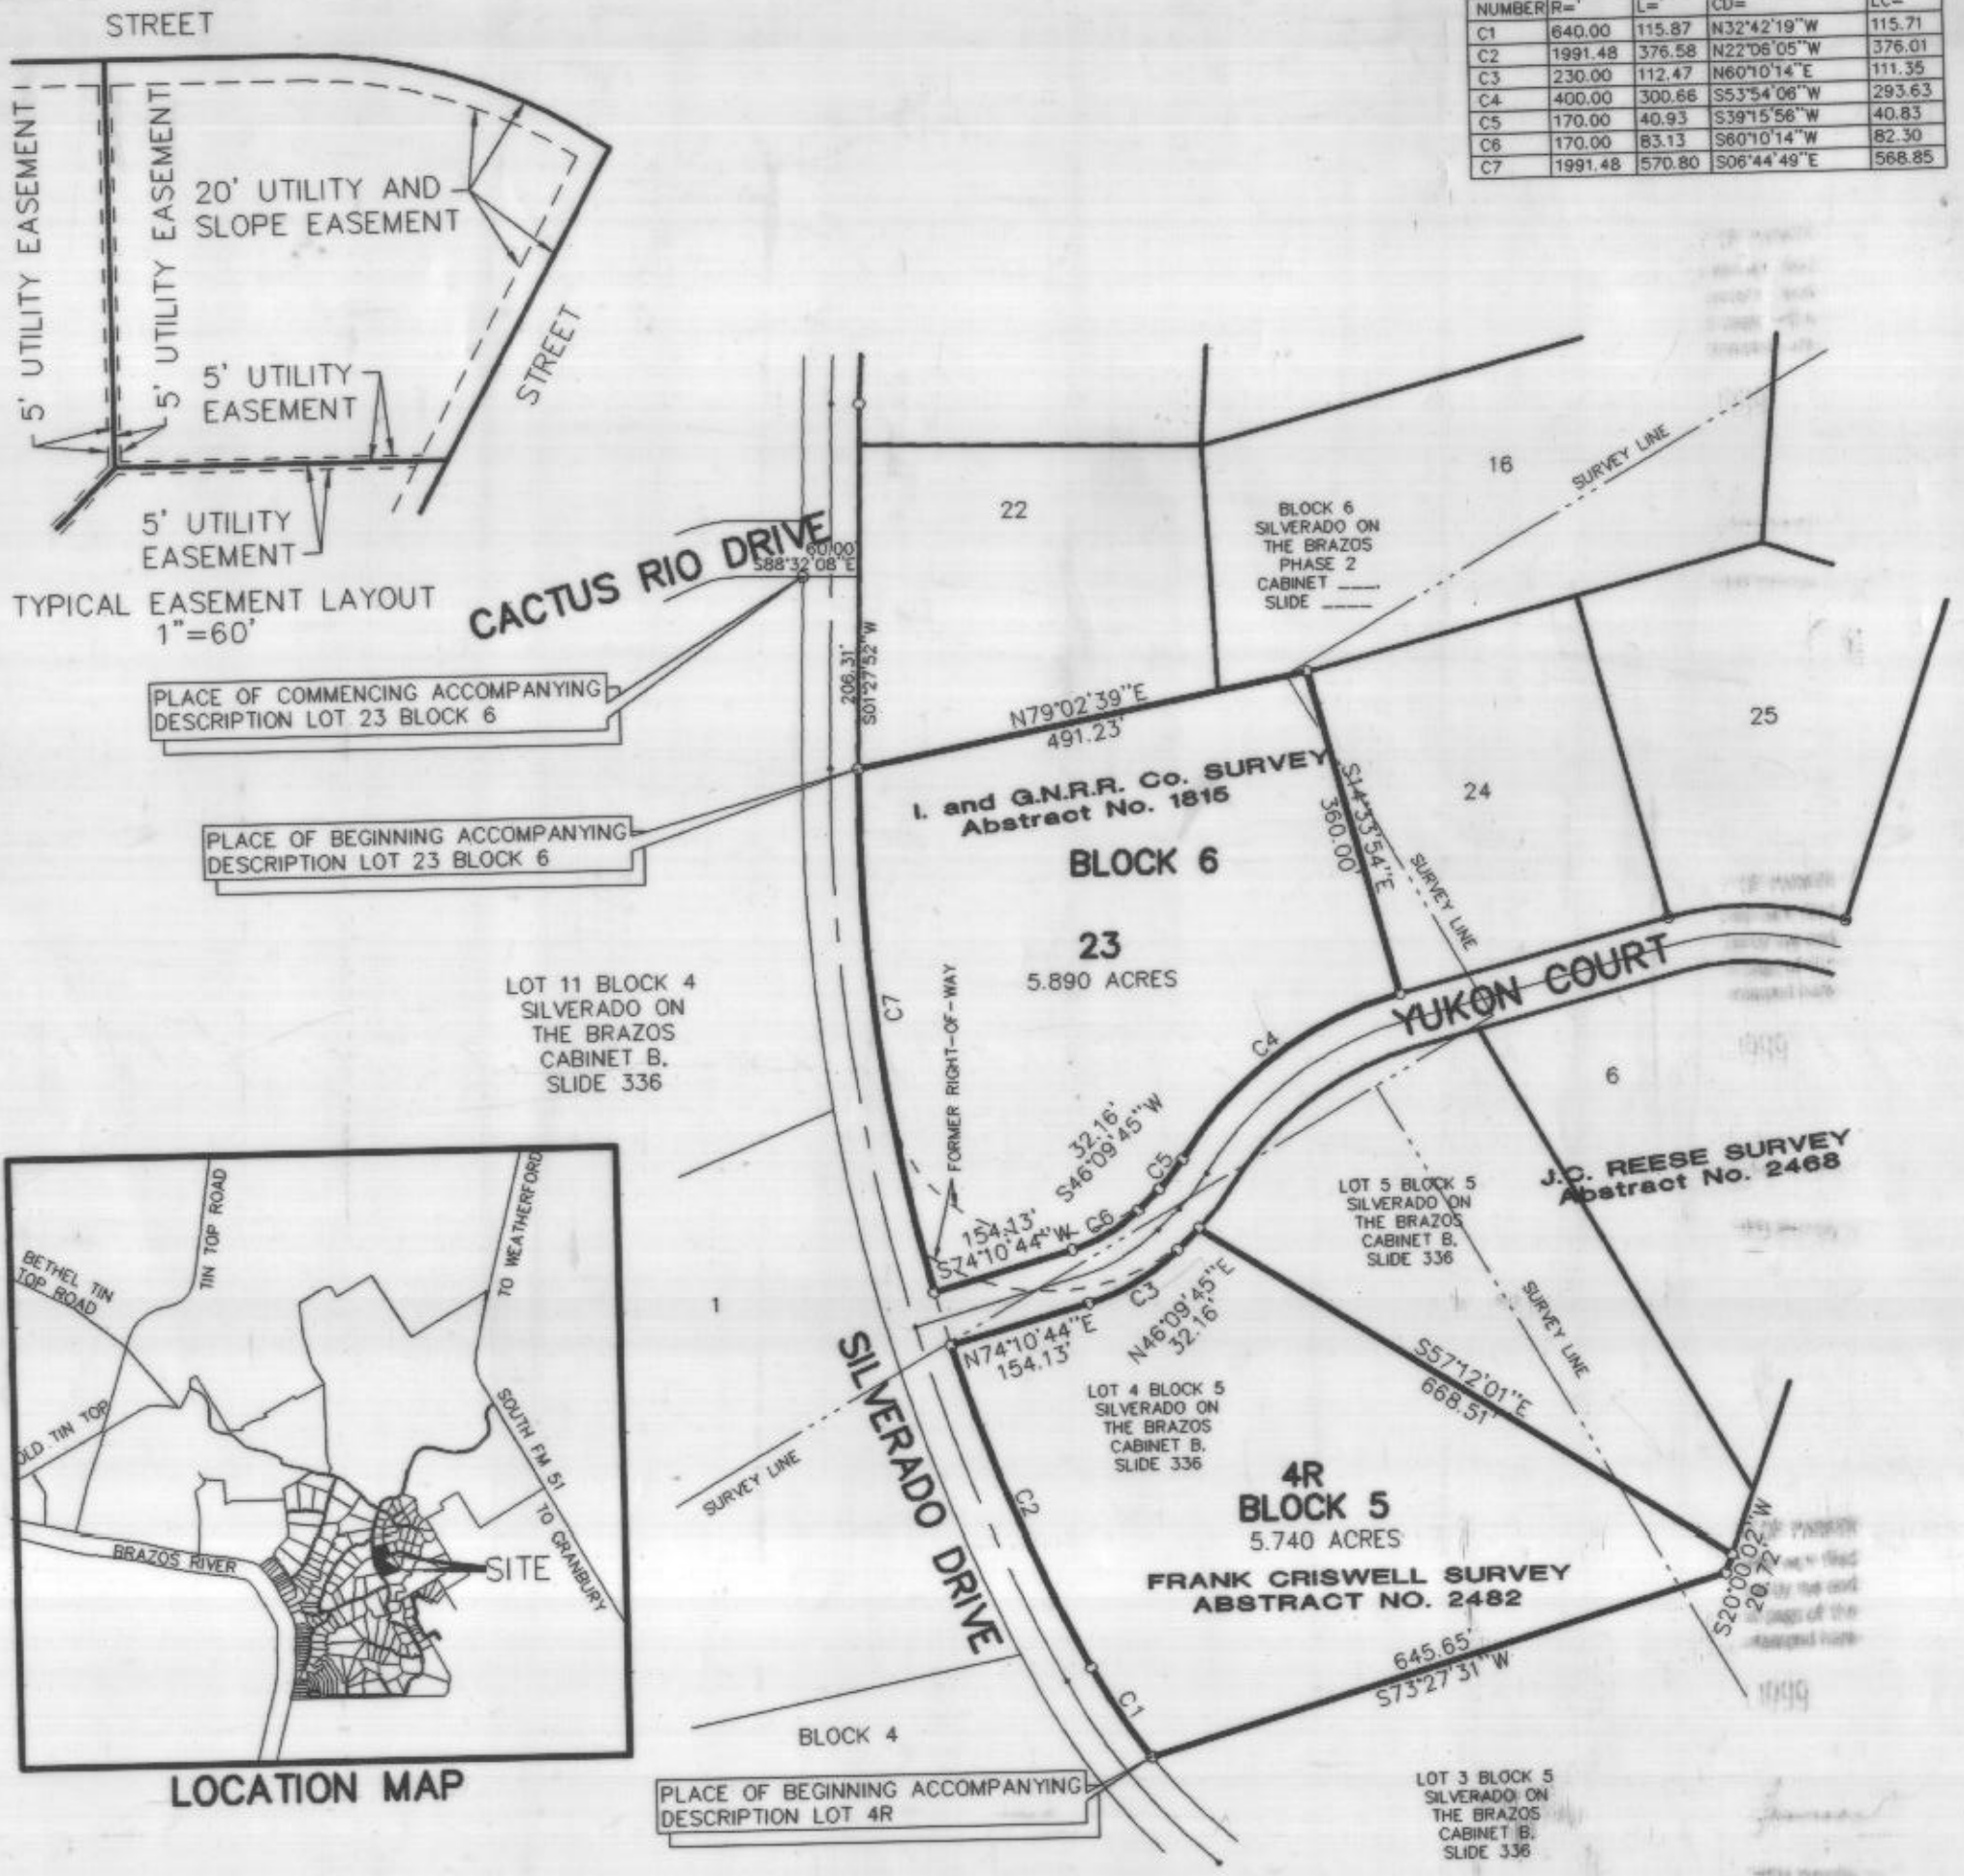 STREET
5' UTILITY EASEMENT
5' UTILITY EASEMENT
20' UTILITY AND
SLOPE EASEMENT
5' UTILITY
EASEMENT
STREET
5' UTILITY
EASEMENT
TYPICAL EASEMENT LAYOUT
1"=60'
NUMBER R= L= CD= LC=
C1 640.00 115.87 N32°42'19"W 115.71
C2 1991.48 376.58 N22°06'05"W 376.01
C3 230.00 112.47 N60°10'14"E 111.35
C4 400.00 300.66 S53°54'06"W 293.63
C5 170.00 40.93 S39°15'56"W 40.83
C6 170.00 83.13 S60°10'14"W 82.30
C7 1991.48 570.80 S06°44'49"E 568.85
CACTUS RIO DRIVE
60.00'
S88°32'08"E
PLACE OF COMMENCING ACCOMPANYING
DESCRIPTION LOT 23 BLOCK 6
206.31'
S01°27'52"W
PLACE OF BEGINNING ACCOMPANYING
DESCRIPTION LOT 23 BLOCK 6
22
BLOCK 6
SILVERADO ON
THE BRAZOS
PHASE 2
CABINET ____.
SLIDE ____
16
SURVEY LINE
N79°02'39"E
491.23'
I. and G.N.R.R. Co. SURVEY
Abstract No. 1815
BLOCK 6
23
5.890 ACRES
S14°33'54"E
360.00'
SURVEY LINE
24
25
YUKON COURT
LOT 11 BLOCK 4
SILVERADO ON
THE BRAZOS
CABINET B,
SLIDE 336
C7
FORMER RIGHT-OF-WAY
C4
32.16'
S46°09'45"W
C5
C6
154.13'
S74°10'44"W
6
J.C. REESE SURVEY
Abstract No. 2468
LOT 5 BLOCK 5
SILVERADO ON
THE BRAZOS
CABINET B,
SLIDE 336
SURVEY LINE
C3
N46°09'45"E
32.16'
N74°10'44"E
154.13'
1
SILVERADO DRIVE
SURVEY LINE
LOT 4 BLOCK 5
SILVERADO ON
THE BRAZOS
CABINET B,
SLIDE 336
S57°12'01"E
668.51'
4R
BLOCK 5
5.740 ACRES
FRANK CRISWELL SURVEY
ABSTRACT NO. 2482
C2
C1
S20°00'02"W
645.65'
S73°27'31"W
BLOCK 4
PLACE OF BEGINNING ACCOMPANYING
DESCRIPTION LOT 4R
LOT 3 BLOCK 5
SILVERADO ON
THE BRAZOS
CABINET B,
SLIDE 336
BETHEL TIN
TOP ROAD
TIN TOP ROAD
TO WEATHERFORD
OLD TIN TOP
SOUTH FM 51
TO GRANBURY
BRAZOS RIVER
SITE
LOCATION MAP